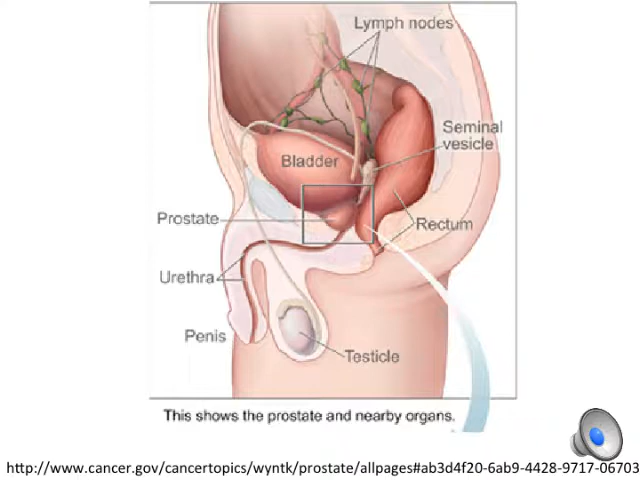 Lymph nodes
Seminal
vesicle
Bladder
Prostate
Rectum
Urethra
Penis
Testicle
This shows the prostate and nearby organs.
http://www.cancer.gov/cancertopics/wyntk/prostate/allpages#ab3d4f20-6ab9-4428-9717-06703